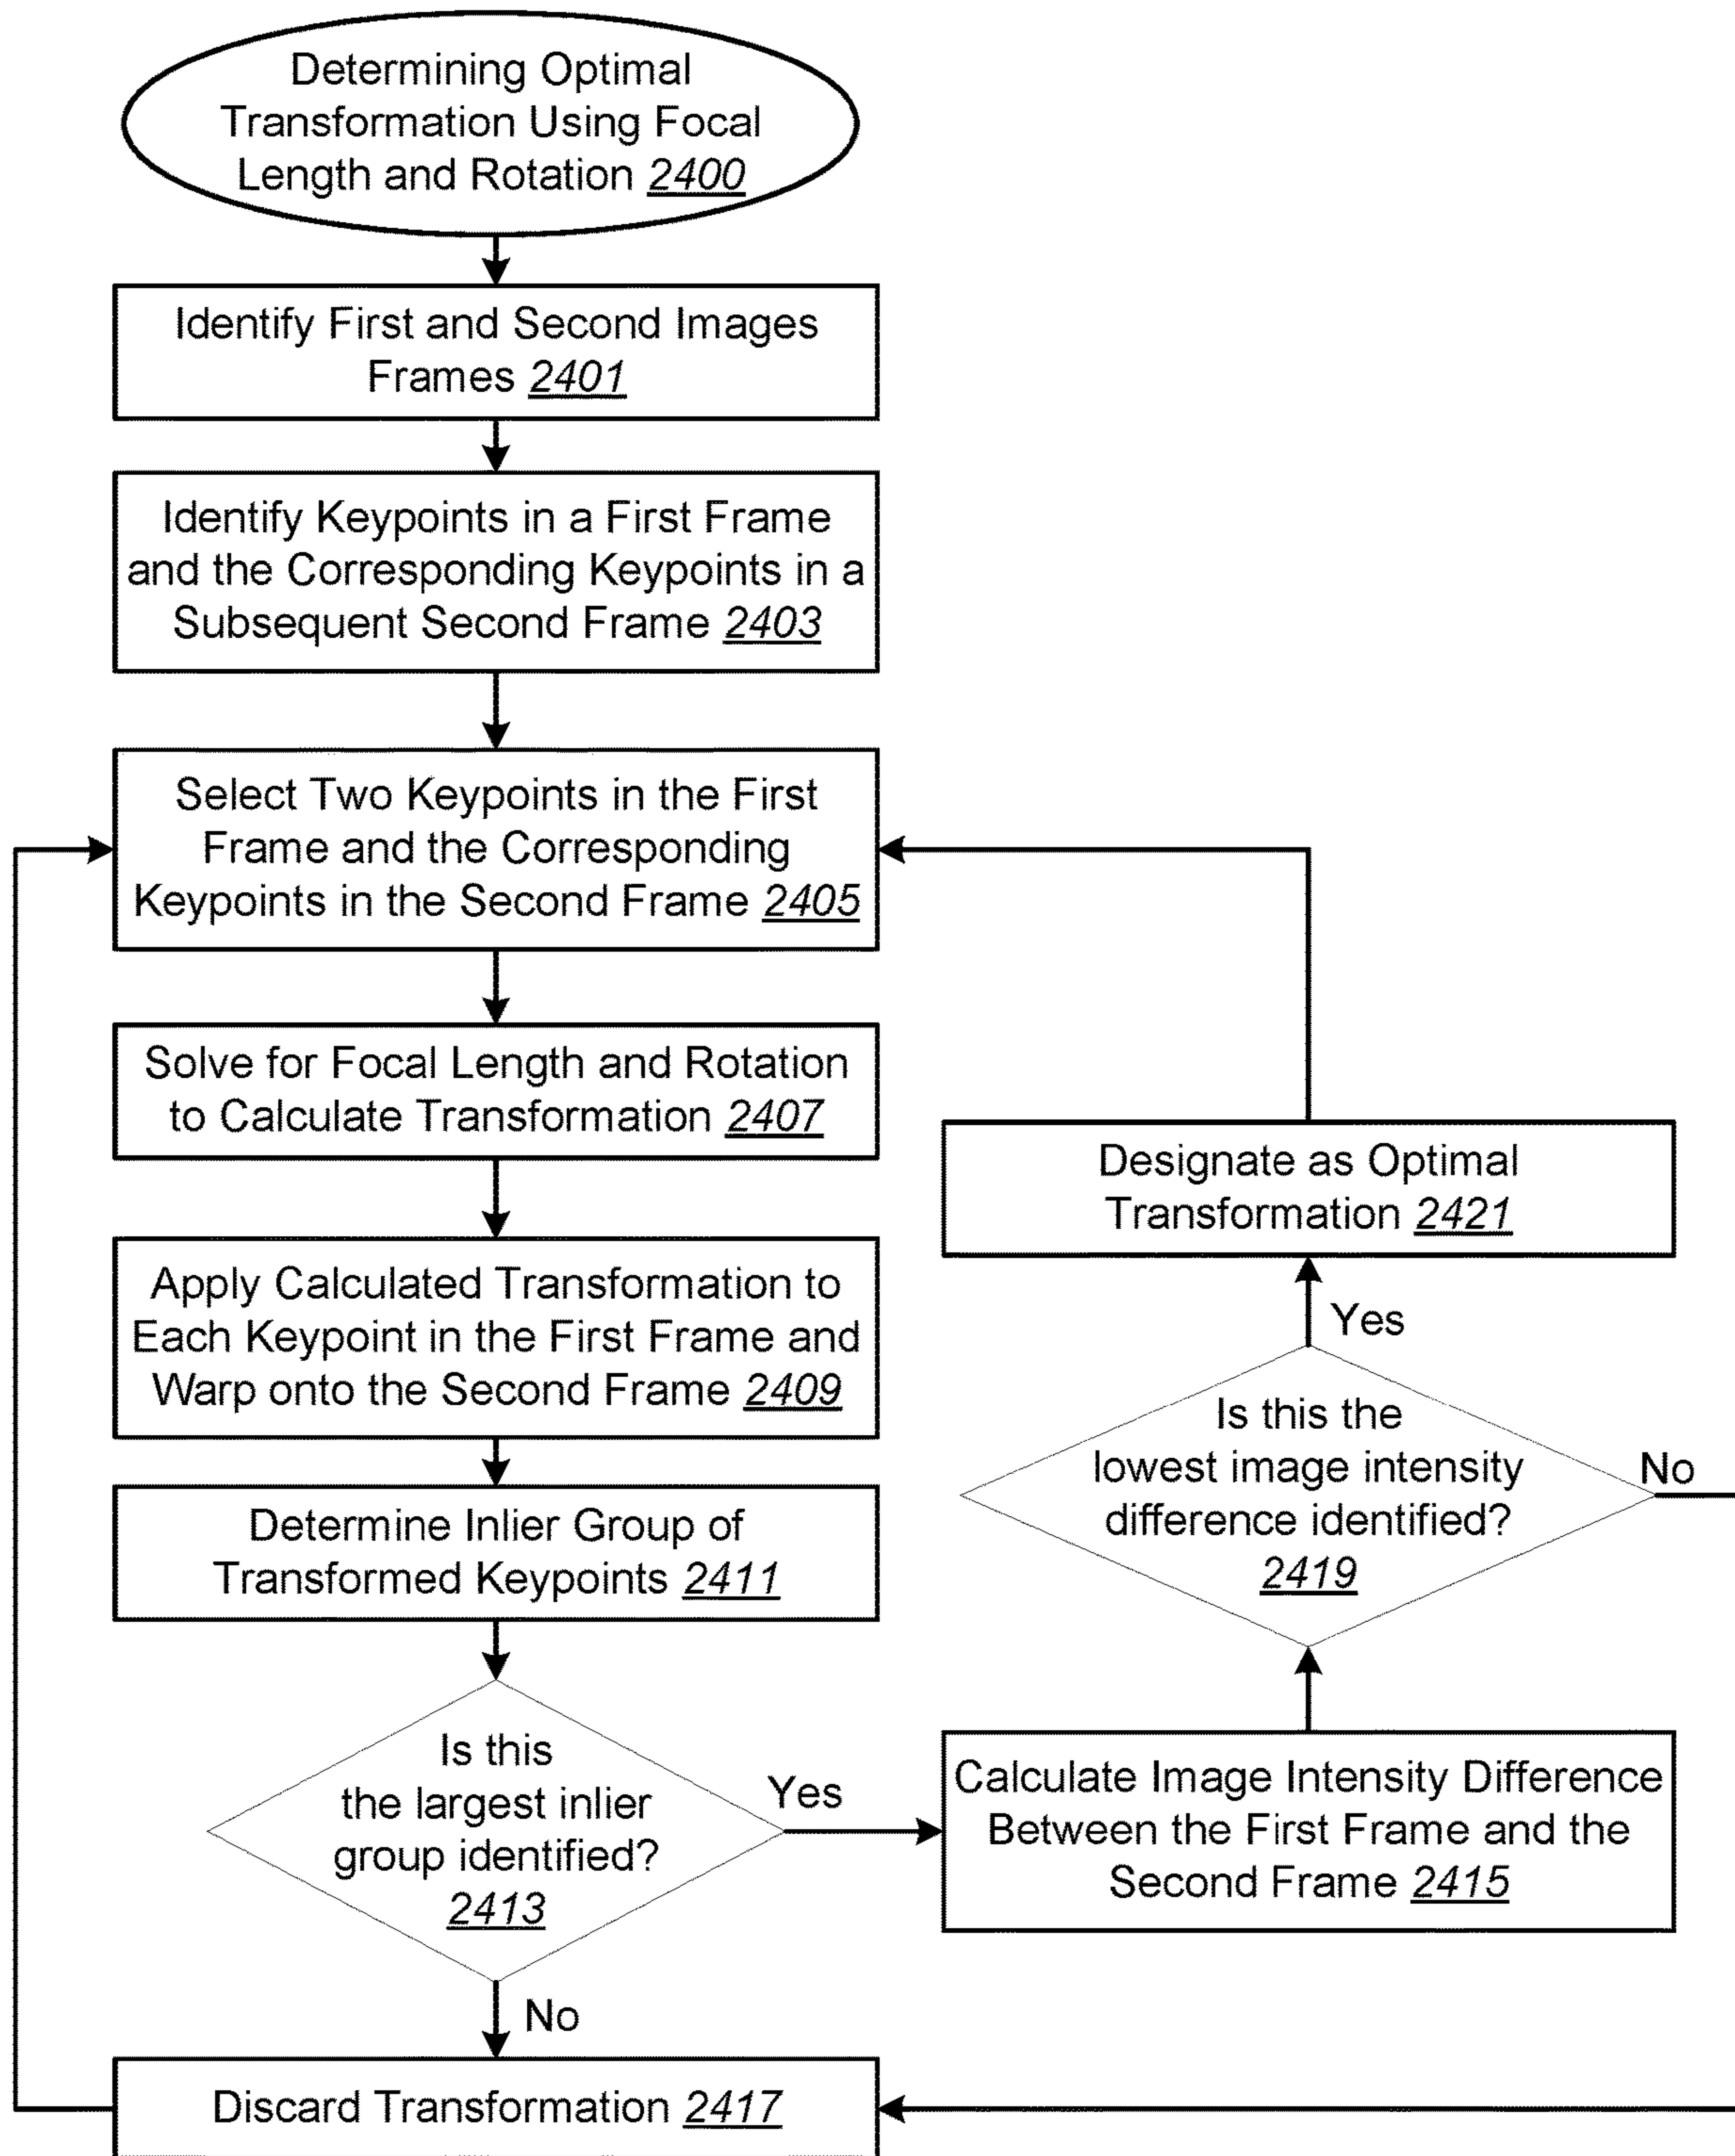 Determining Optimal
Transformation Using Focal
Length and Rotation 2400
Identify First and Second Images
Frames 2401
Identify Keypoints in a First Frame
and the Corresponding Keypoints in a
Subsequent Second Frame 2403
Select Two Keypoints in the First
Frame and the Corresponding
Keypoints in the Second Frame 2405
Solve for Focal Length and Rotation
to Calculate Transformation 2407
Apply Calculated Transformation to
Each Keypoint in the First Frame and
Warp onto the Second Frame 2409
Determine Inlier Group of
Transformed Keypoints 2411
Is this
the largest inlier
group identified?
2413
Yes
No
Calculate Image Intensity Difference
Between the First Frame and the
Second Frame 2415
Discard Transformation 2417
Is this the
lowest image intensity
difference identified?
2419
Yes
No
Designate as Optimal
Transformation 2421